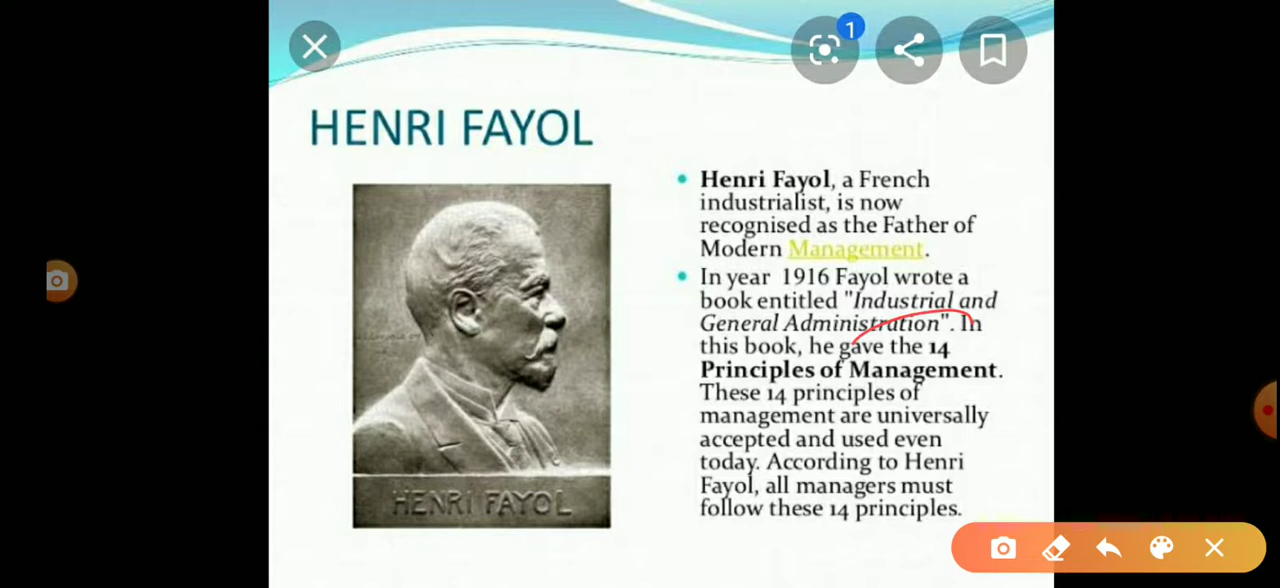 1
HENRI FAYOL
• Henri Fayol, a French
industrialist, is now
recognised as the Father of
Modern Management.
• In year 1916 Fayol wrote a
book entitled "Industrial and
General Administration". In
this book, he gave the 14
Principles of Management.
These 14 principles of
management are universally
accepted and used even
today. According to Henri
Fayol, all managers must
follow these 14 principles.
HENRI FAYOL